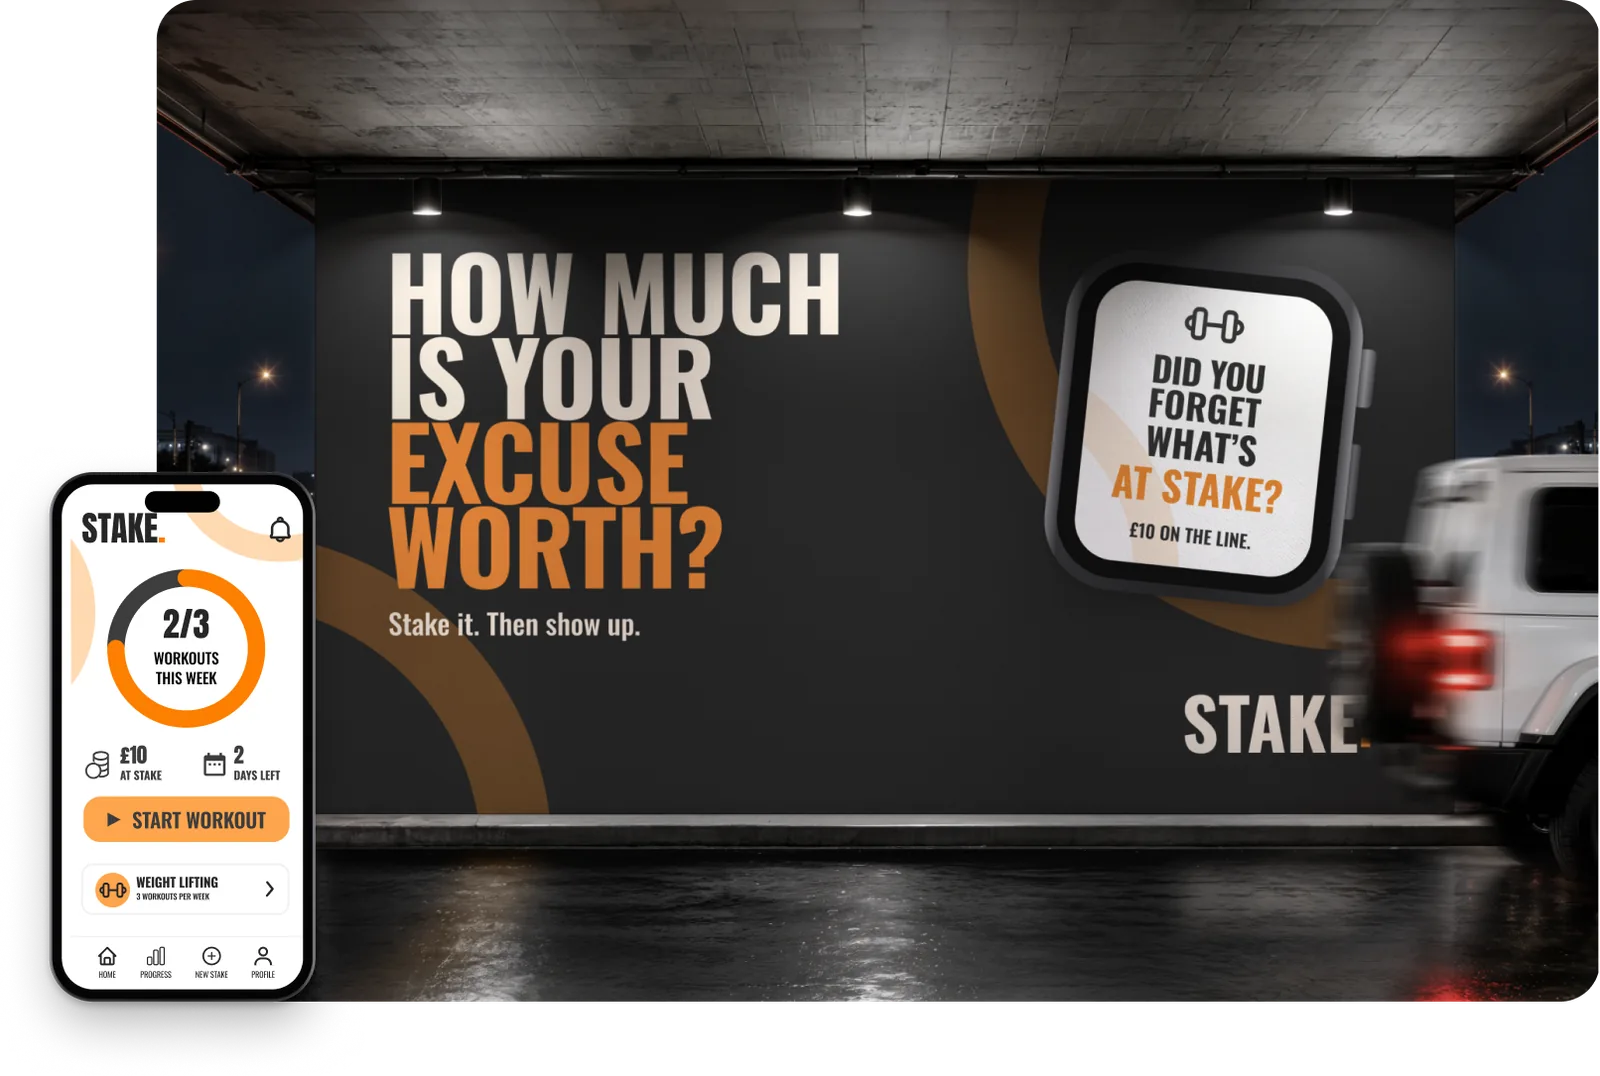 HOW MUCH
IS YOUR
EXCUSE
WORTH?
Stake it. Then show up.
DID YOU
FORGET
WHAT'S
AT STAKE?
£10 ON THE LINE.
STAKE.
STAKE.
2/3
WORKOUTS
THIS WEEK
£10
AT STAKE
2
DAYS LEFT
START WORKOUT
WEIGHT LIFTING
3 WORKOUTS PER WEEK
HOME
PROGRESS
NEW STAKE
PROFILE